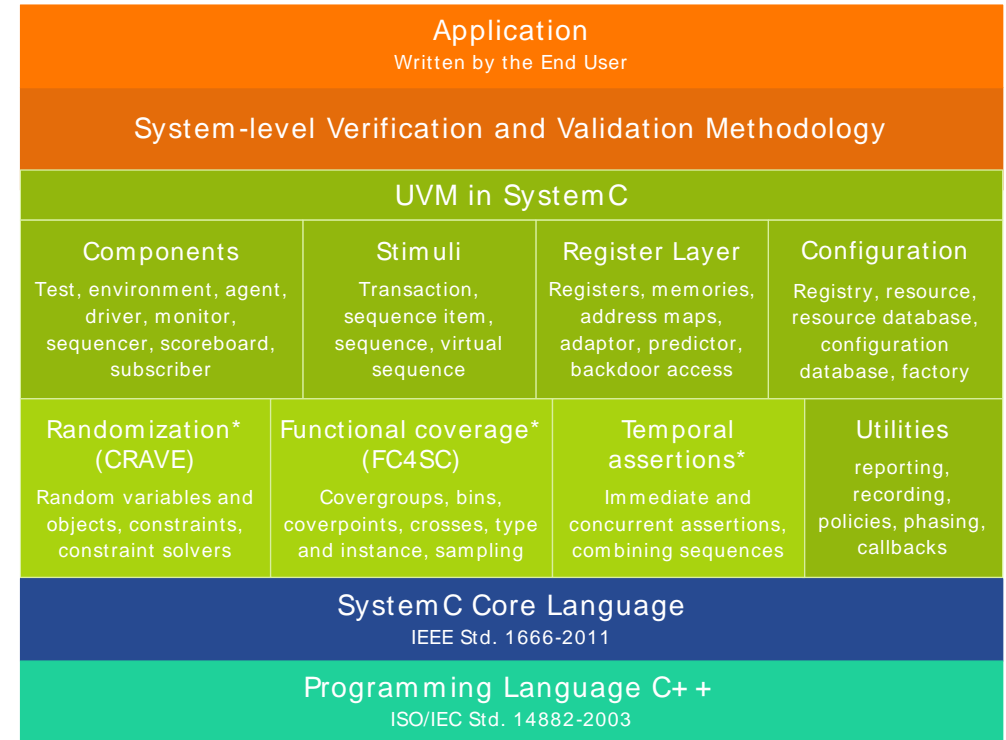 Application
Written by the End User
System-level Verification and Validation Methodology
UVM in SystemC
Components
Test, environment, agent,
driver, monitor,
sequencer, scoreboard,
subscriber
Stimuli
Transaction,
sequence item,
sequence, virtual
sequence
Register Layer
Registers, memories,
address maps,
adaptor, predictor,
backdoor access
Configuration
Registry, resource,
resource database,
configuration
database, factory
Randomization*
(CRAVE)
Random variables and
objects, constraints,
constraint solvers
Functional coverage*
(FC4SC)
Covergroups, bins,
coverpoints, crosses, type
and instance, sampling
Temporal
assertions*
Immediate and
concurrent assertions,
combining sequences
Utilities
reporting,
recording,
policies, phasing,
callbacks
SystemC Core Language
IEEE Std. 1666-2011
Programming Language C++
ISO/IEC Std. 14882-2003